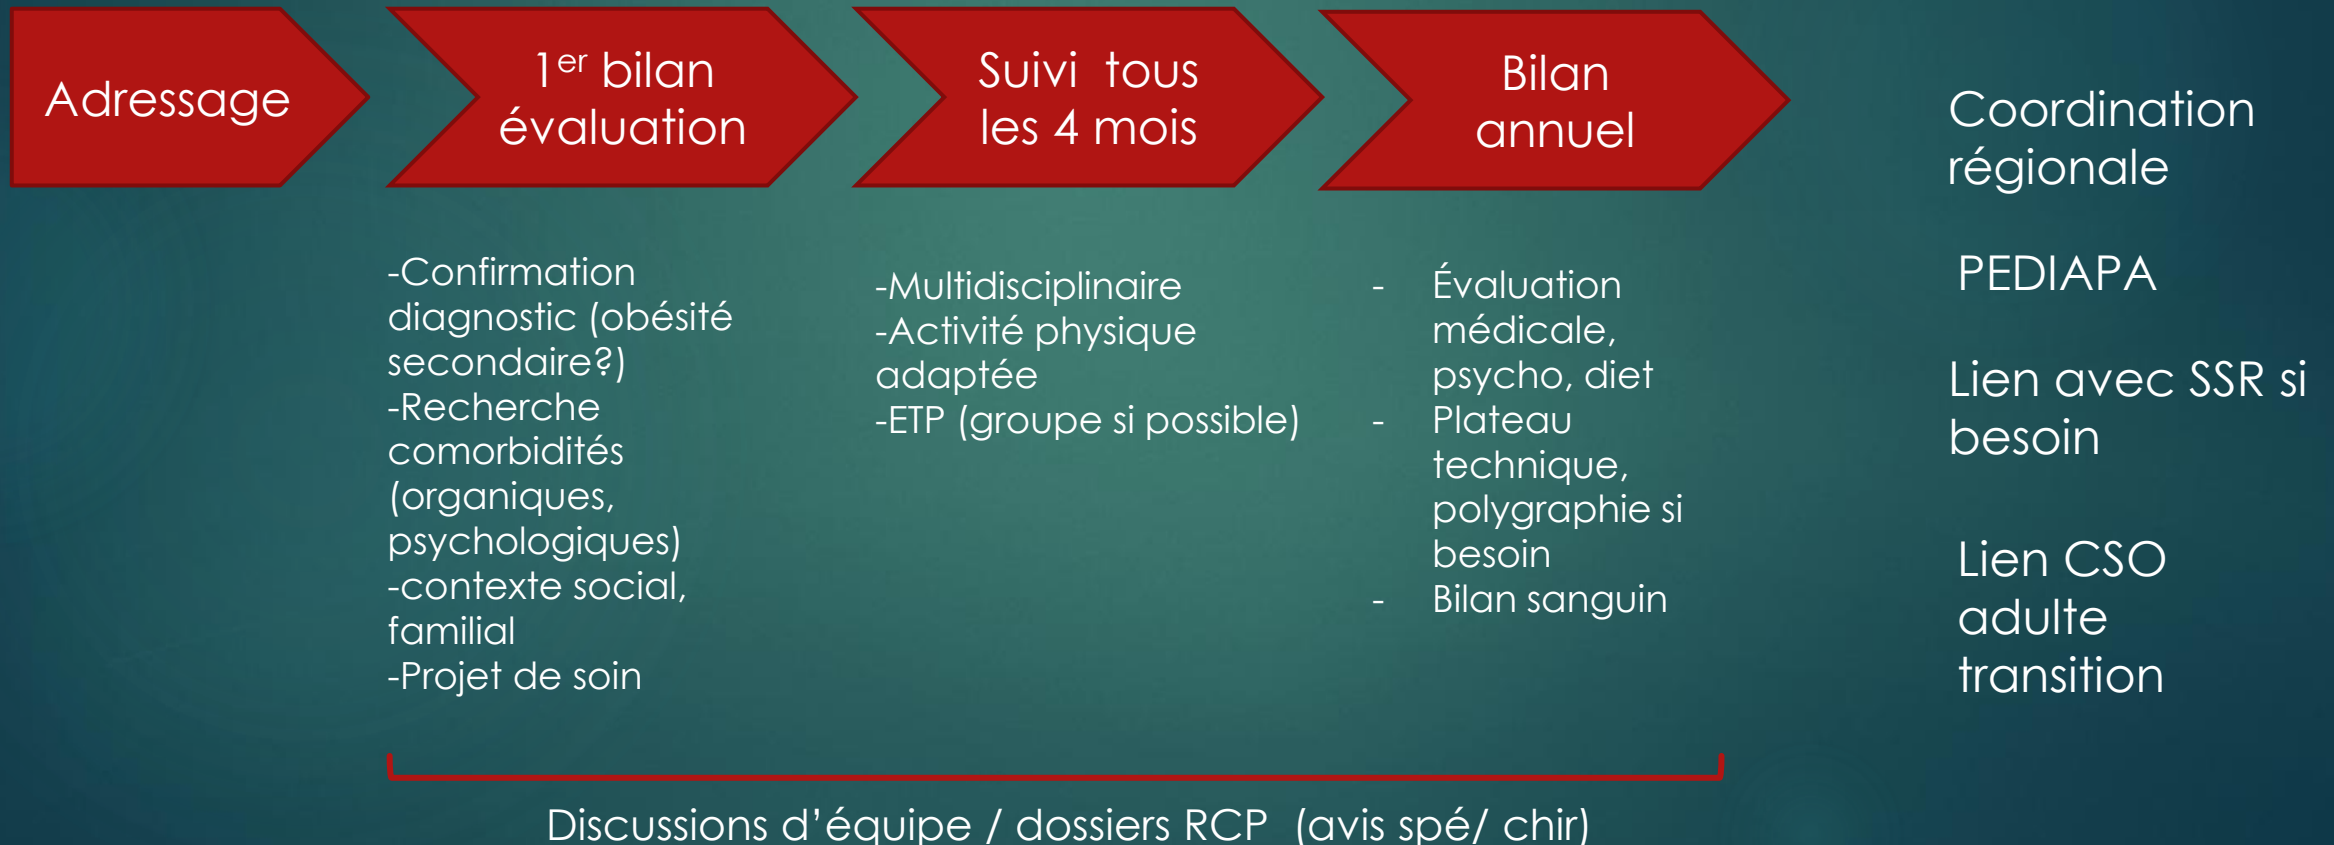 Adressage
1er bilan
évaluation
Suivi tous
les 4 mois
Bilan
annuel
-Confirmation
diagnostic (obésité
secondaire?)
-Recherche
comorbidités
(organiques,
psychologiques)
-contexte social,
familial
-Projet de soin
-Multidisciplinaire
-Activité physique
adaptée
-ETP (groupe si possible)
- Évaluation
médicale,
psycho, diet
- Plateau
technique,
polygraphie si
besoin
- Bilan sanguin
Coordination
régionale
PEDIAPA
Lien avec SSR si
besoin
Lien CSO
adulte
transition
Discussions d’équipe / dossiers RCP (avis spé/ chir)